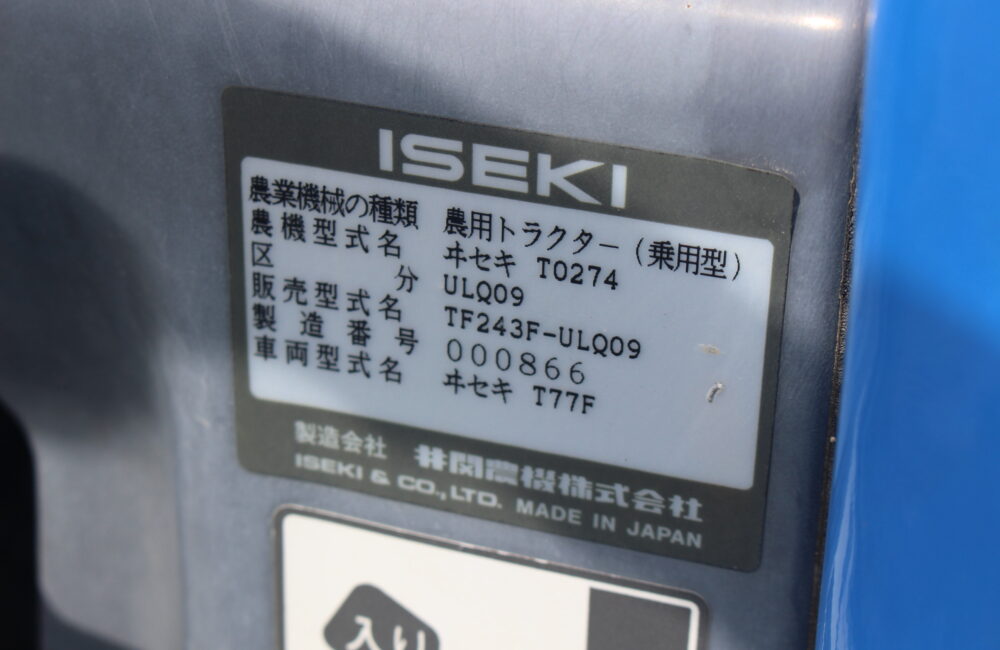 ISEKI
農業機械の種類 農用トラクター(乗用型)
農機型式名 ヰセキ T0274
区分 ULQ09
販売型式名 TF243F-ULQ09
製造番号 000866
車両型式名 ヰセキ T77F
製造会社 井関農機株式会社
ISEKI & CO.,LTD. MADE IN JAPAN
入り